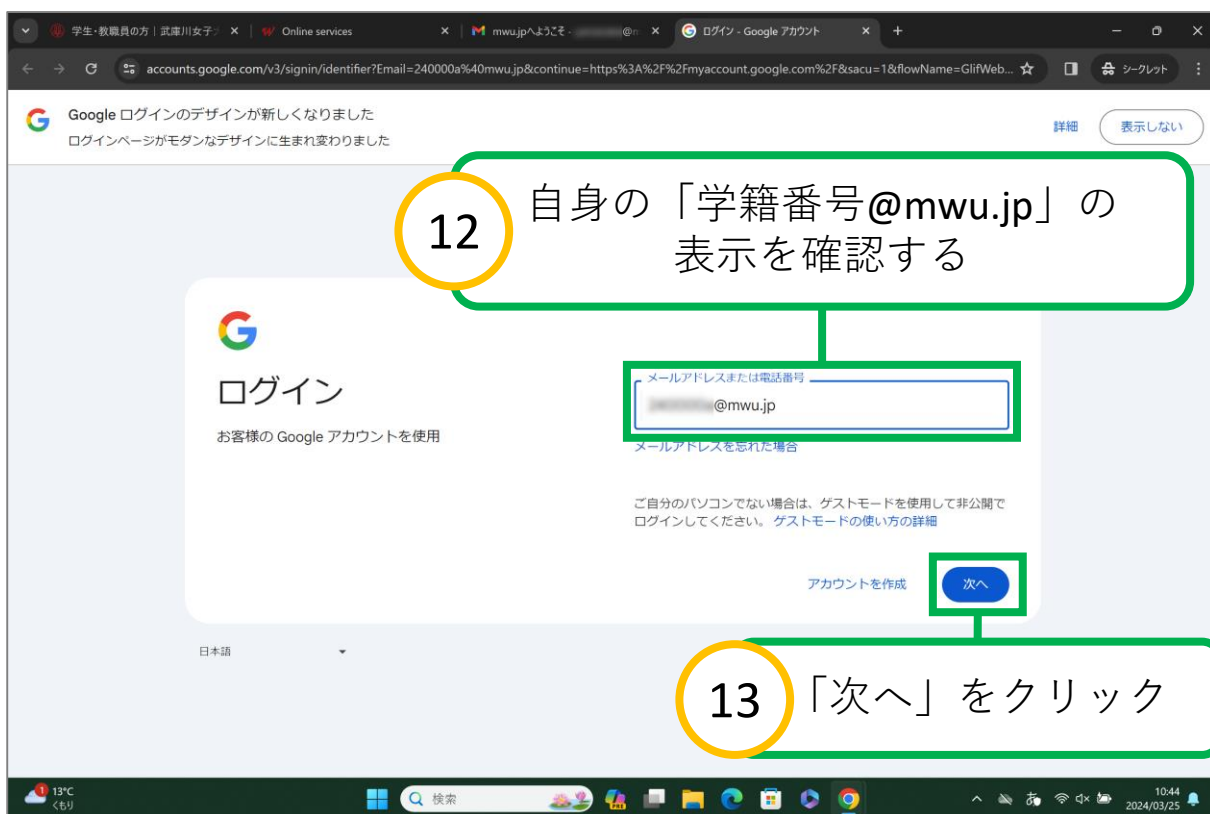 学生・教職員の方 | 武庫川女子
Online services
mwu.jpへようこそ -
ログイン - Google アカウント
accounts.google.com/v3/signin/identifier?Email=240000a%40mwu.jp&continue=https%3A%2F%2Fmyaccount.google.com%2F&sacu=1&flowName=GlifWeb...
シークレット
Google ログインのデザインが新しくなりました
ログインページがモダンなデザインに生まれ変わりました
詳細
表示しない
12
自身の「学籍番号@mwu.jp」の
表示を確認する
ログイン
お客様の Google アカウントを使用
メールアドレスまたは電話番号
@mwu.jp
メールアドレスを忘れた場合
ご自分のパソコンでない場合は、ゲストモードを使用して非公開で
ログインしてください。 ゲストモードの使い方の詳細
アカウントを作成
次へ
日本語
13
「次へ」をクリック
1
13°C
くもり
検索
あ
10:44
2024/03/25